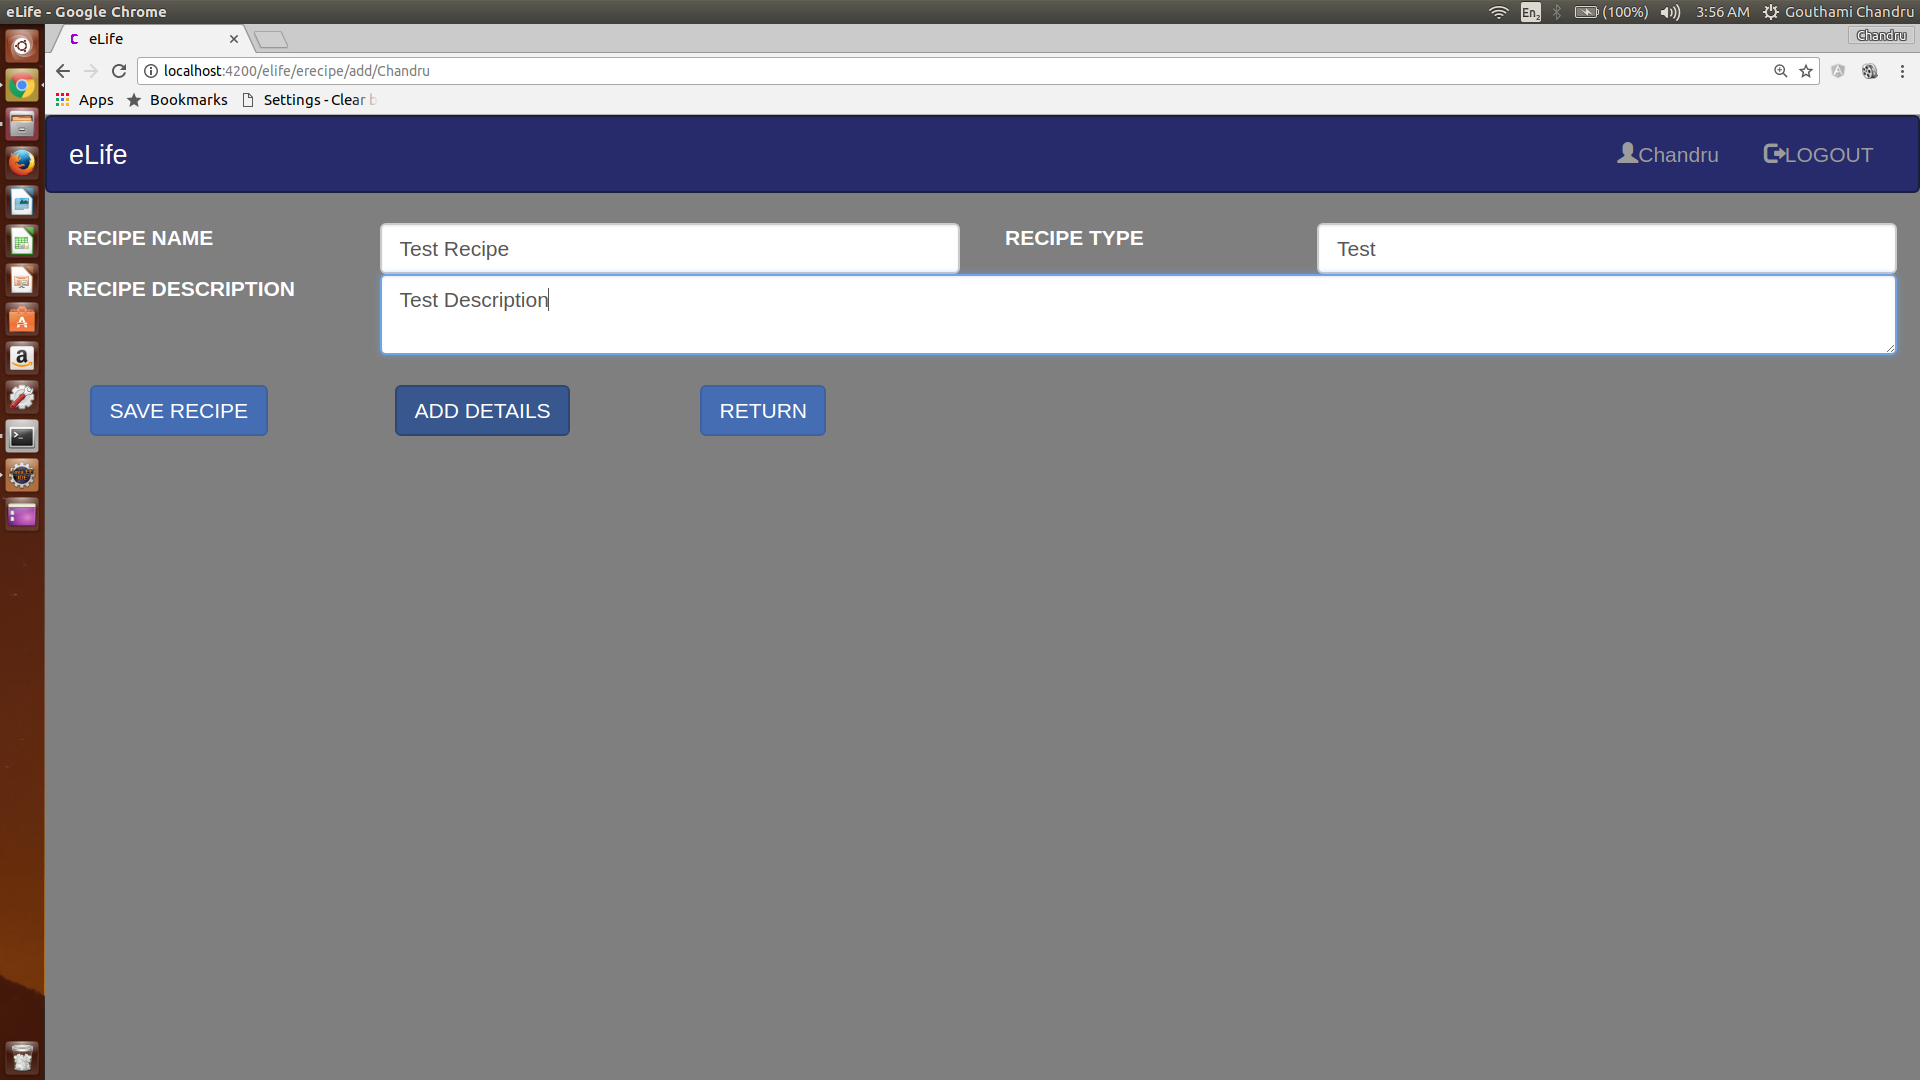 eLife - Google Chrome
En2 (100%) 3:56 AM Gouthami Chandru
eLife
Chandru
localhost:4200/elife/erecipe/add/Chandru
Apps Bookmarks Settings - Clear b
eLife Chandru LOGOUT
RECIPE NAME Test Recipe RECIPE TYPE Test
RECIPE DESCRIPTION Test Description
SAVE RECIPE ADD DETAILS RETURN